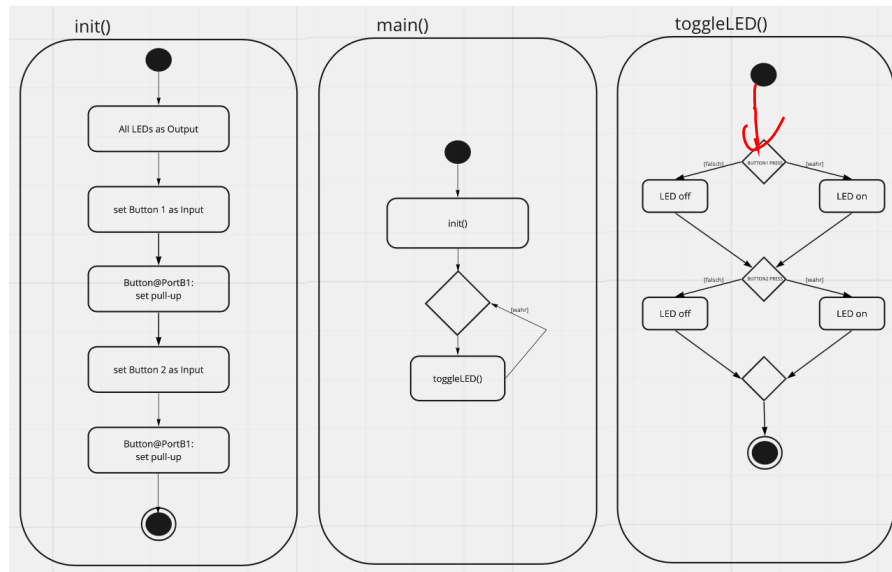 init()
All LEDs as Output
set Button 1 as Input
Button@PortB1:
set pull-up
set Button 2 as Input
Button@PortB1:
set pull-up
main()
init()
[wahr]
toggleLED()
toggleLED()
BUTTON1 PRESS
[falsch]
[wahr]
LED off
LED on
BUTTON2 PRESS
[falsch]
[wahr]
LED off
LED on